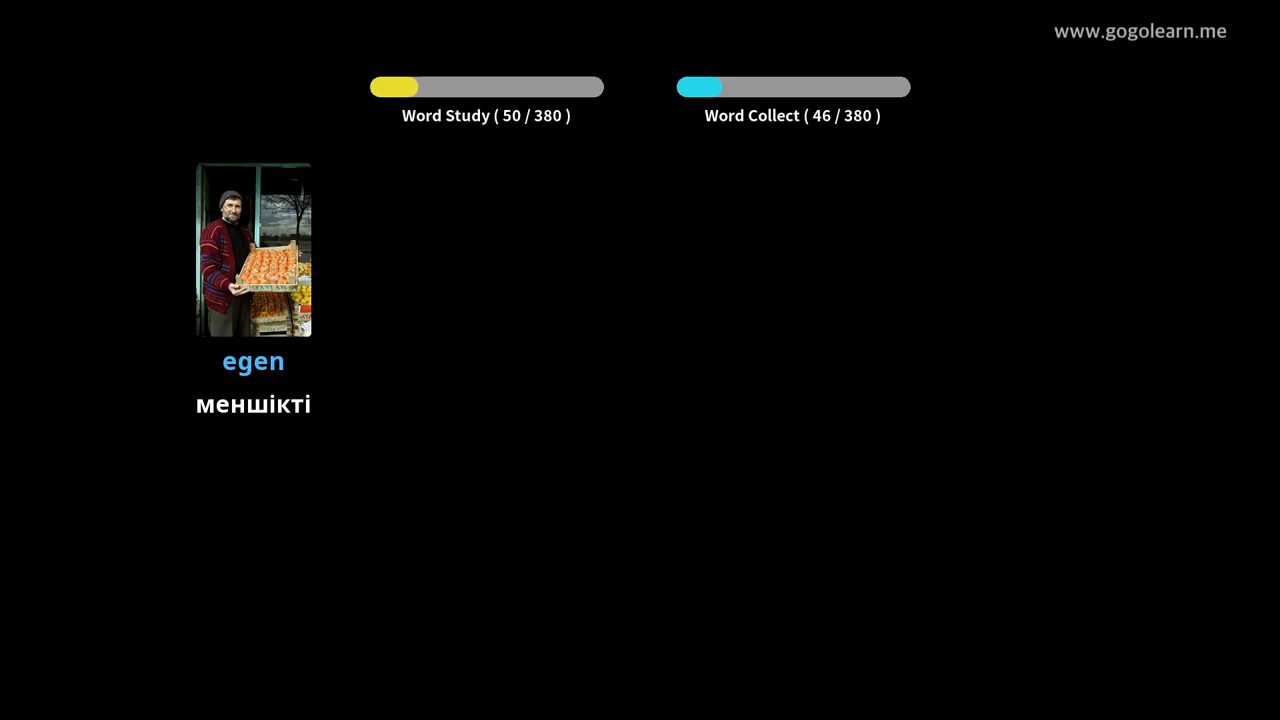 www.gogolearn.me
Word Study ( 50 / 380 )
Word Collect ( 46 / 380 )
egen
меншікті